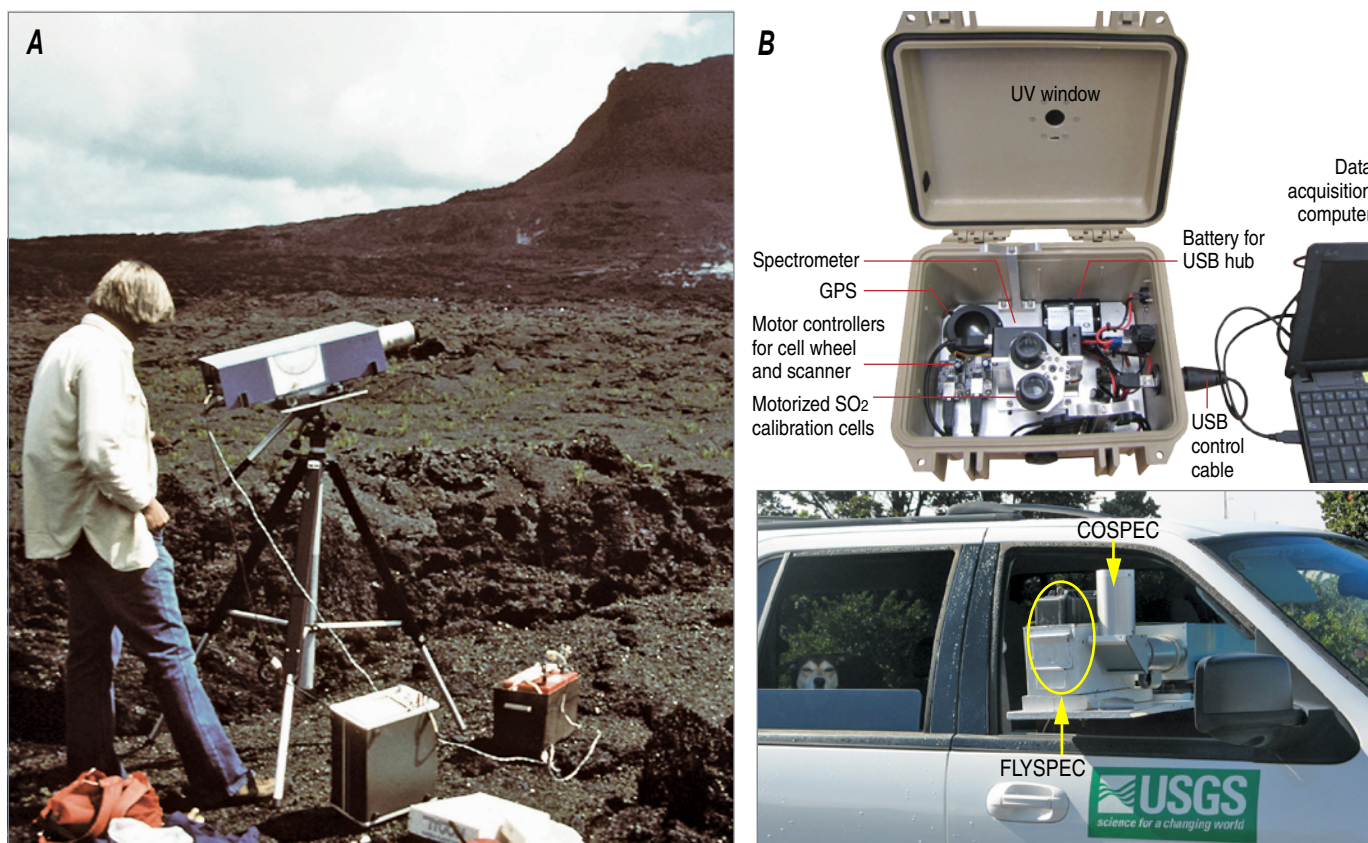 A
B
UV window
Data
acquisition
computer
Battery for
USB hub
Spectrometer
GPS
Motor controllers
for cell wheel
and scanner
Motorized SO2
calibration cells
USB
control
cable
COSPEC
FLYSPEC
USGS
science for a changing world